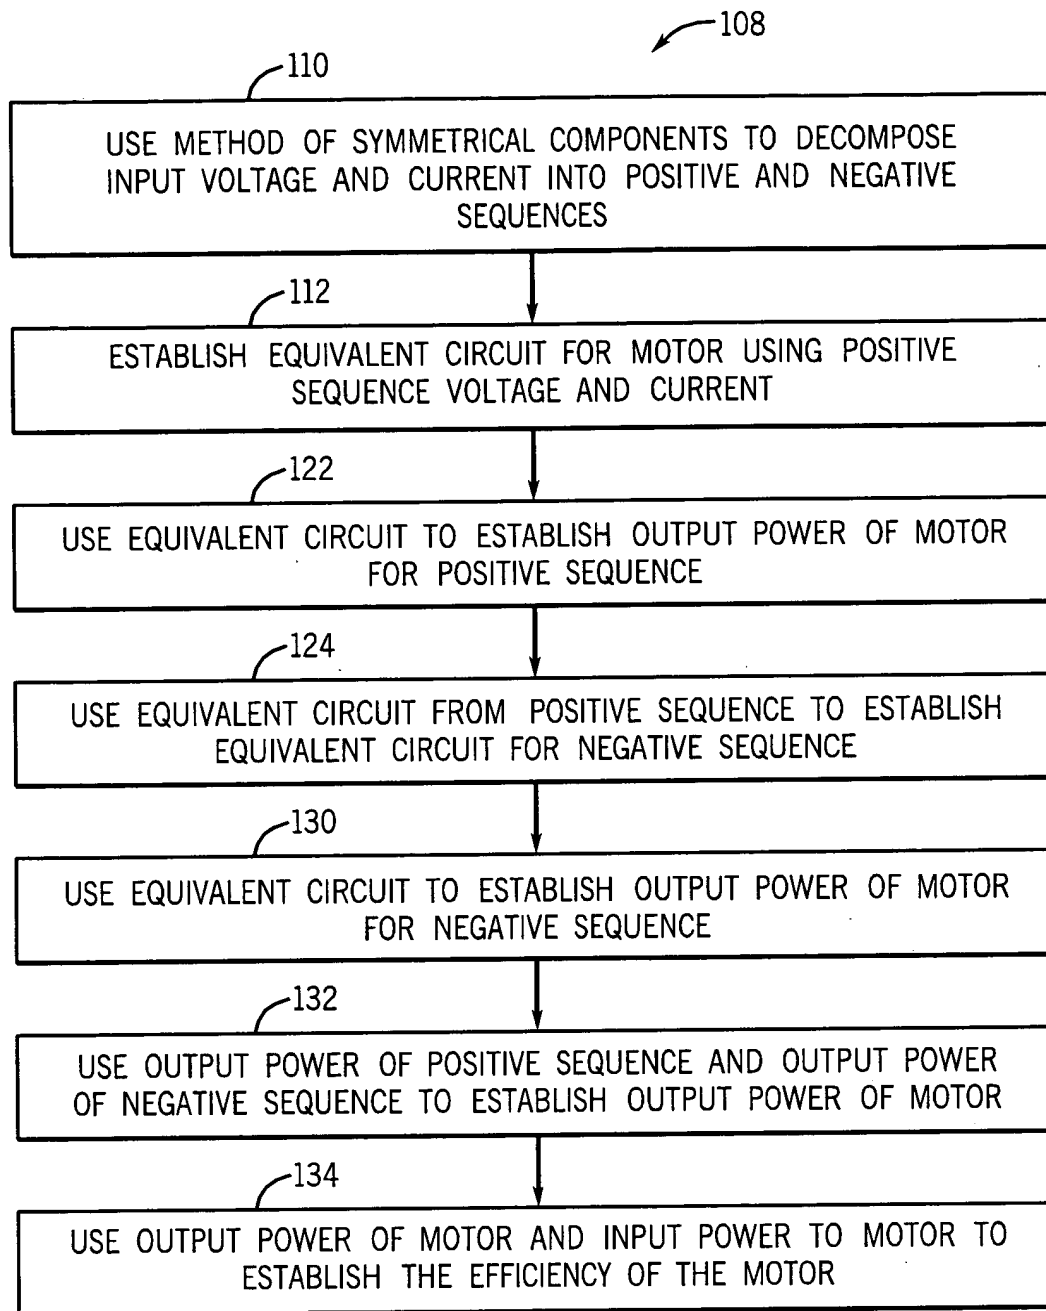 108
110
USE METHOD OF SYMMETRICAL COMPONENTS TO DECOMPOSE
INPUT VOLTAGE AND CURRENT INTO POSITIVE AND NEGATIVE
SEQUENCES
112
ESTABLISH EQUIVALENT CIRCUIT FOR MOTOR USING POSITIVE
SEQUENCE VOLTAGE AND CURRENT
122
USE EQUIVALENT CIRCUIT TO ESTABLISH OUTPUT POWER OF MOTOR
FOR POSITIVE SEQUENCE
124
USE EQUIVALENT CIRCUIT FROM POSITIVE SEQUENCE TO ESTABLISH
EQUIVALENT CIRCUIT FOR NEGATIVE SEQUENCE
130
USE EQUIVALENT CIRCUIT TO ESTABLISH OUTPUT POWER OF MOTOR
FOR NEGATIVE SEQUENCE
132
USE OUTPUT POWER OF POSITIVE SEQUENCE AND OUTPUT POWER
OF NEGATIVE SEQUENCE TO ESTABLISH OUTPUT POWER OF MOTOR
134
USE OUTPUT POWER OF MOTOR AND INPUT POWER TO MOTOR TO
ESTABLISH THE EFFICIENCY OF THE MOTOR